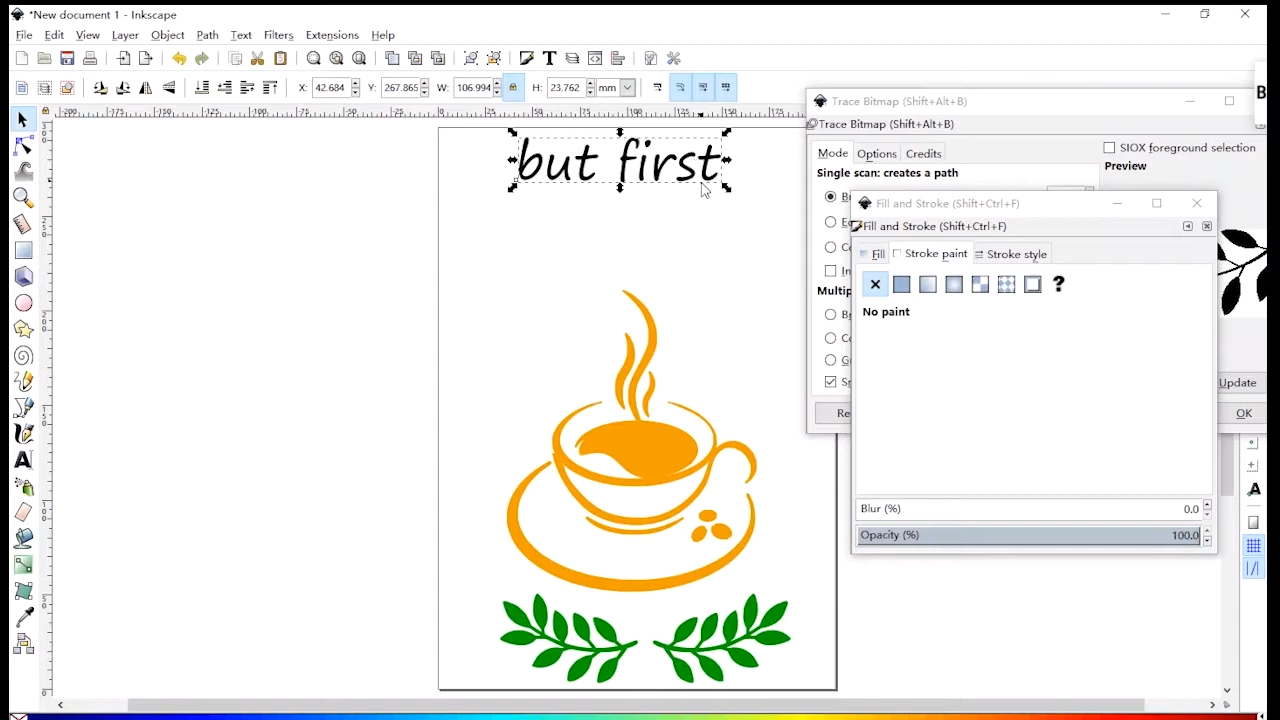 *New document 1 - Inkscape
File Edit View Layer Object Path Text Filters Extensions Help
X: 42.684 Y: 267.865 W: 106.994 H: 23.762 mm
but first
Trace Bitmap (Shift+Alt+B)
Trace Bitmap (Shift+Alt+B)
Mode Options Credits
SIOX foreground selection
Single scan: creates a path
Preview
Update
OK
Fill and Stroke (Shift+Ctrl+F)
Fill and Stroke (Shift+Ctrl+F)
Fill Stroke paint Stroke style
No paint
Blur (%) 0.0
Opacity (%) 100.0